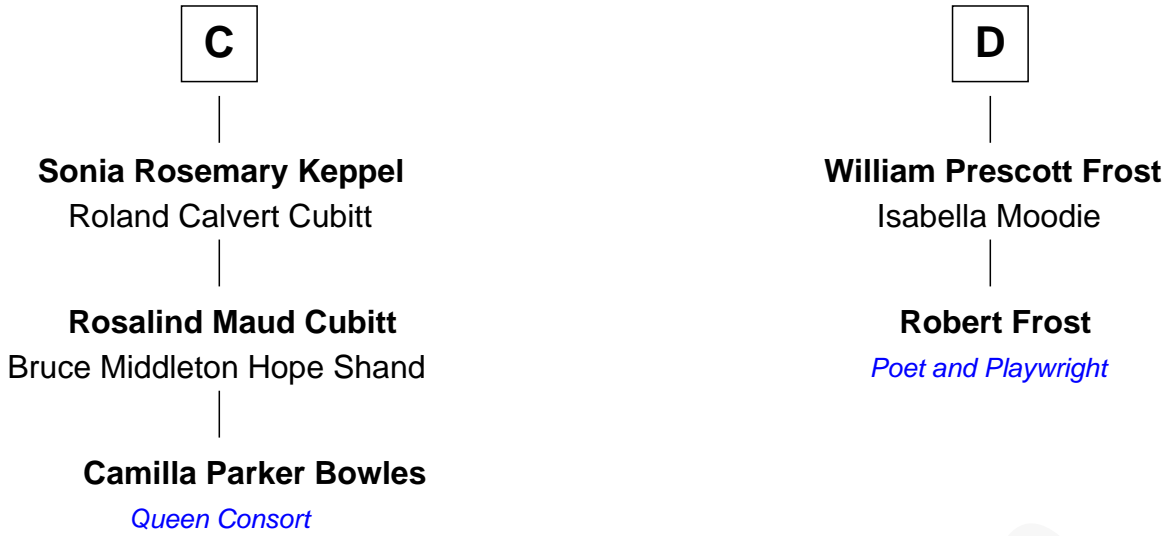 C
Sonia Rosemary Keppel
Roland Calvert Cubitt
Rosalind Maud Cubitt
Bruce Middleton Hope Shand
Camilla Parker Bowles
Queen Consort
D
William Prescott Frost
Isabella Moodie
Robert Frost
Poet and Playwright